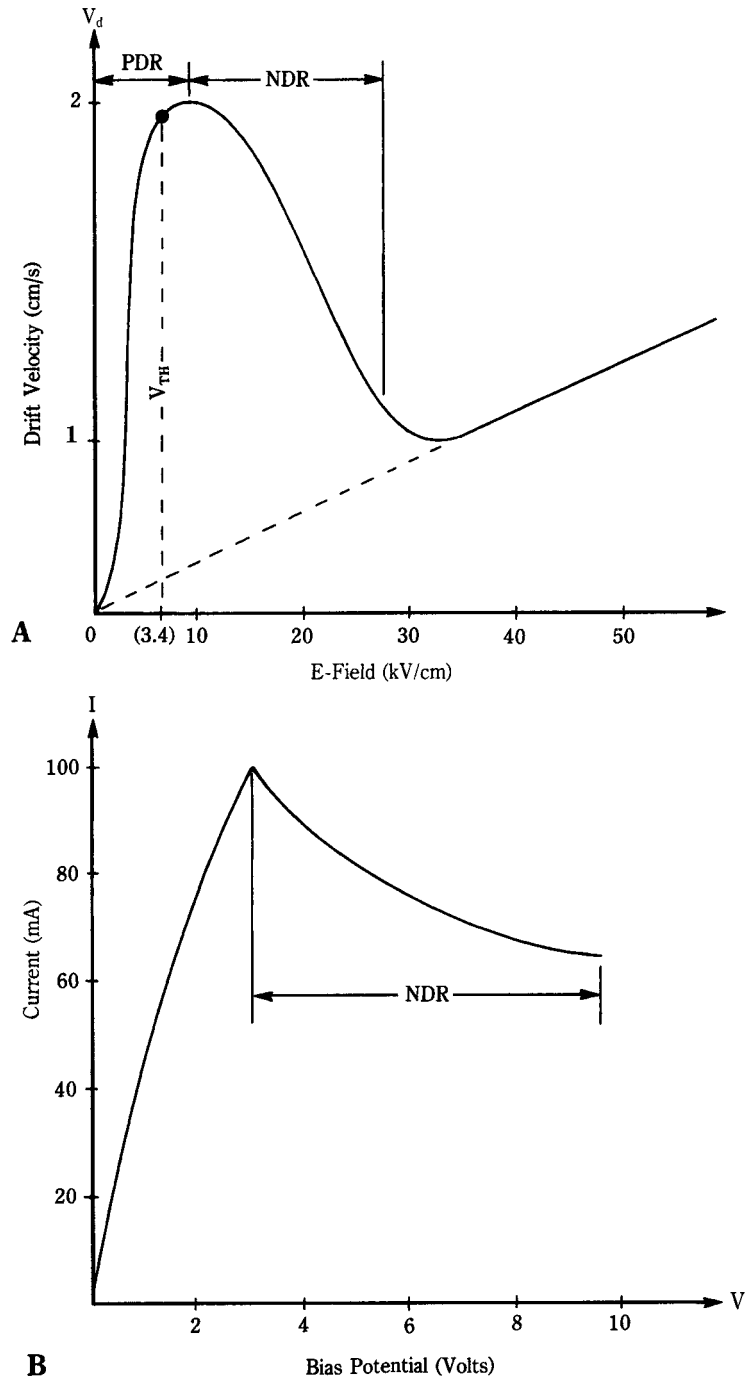 V_d
PDR
NDR
2
Drift Velocity (cm/s)
V_TH
1
0 (3.4) 10 20 30 40 50
A
E-Field (kV/cm)
I
100
80
Current (mA)
60
NDR
40
20
V
2 4 6 8 10
B
Bias Potential (Volts)